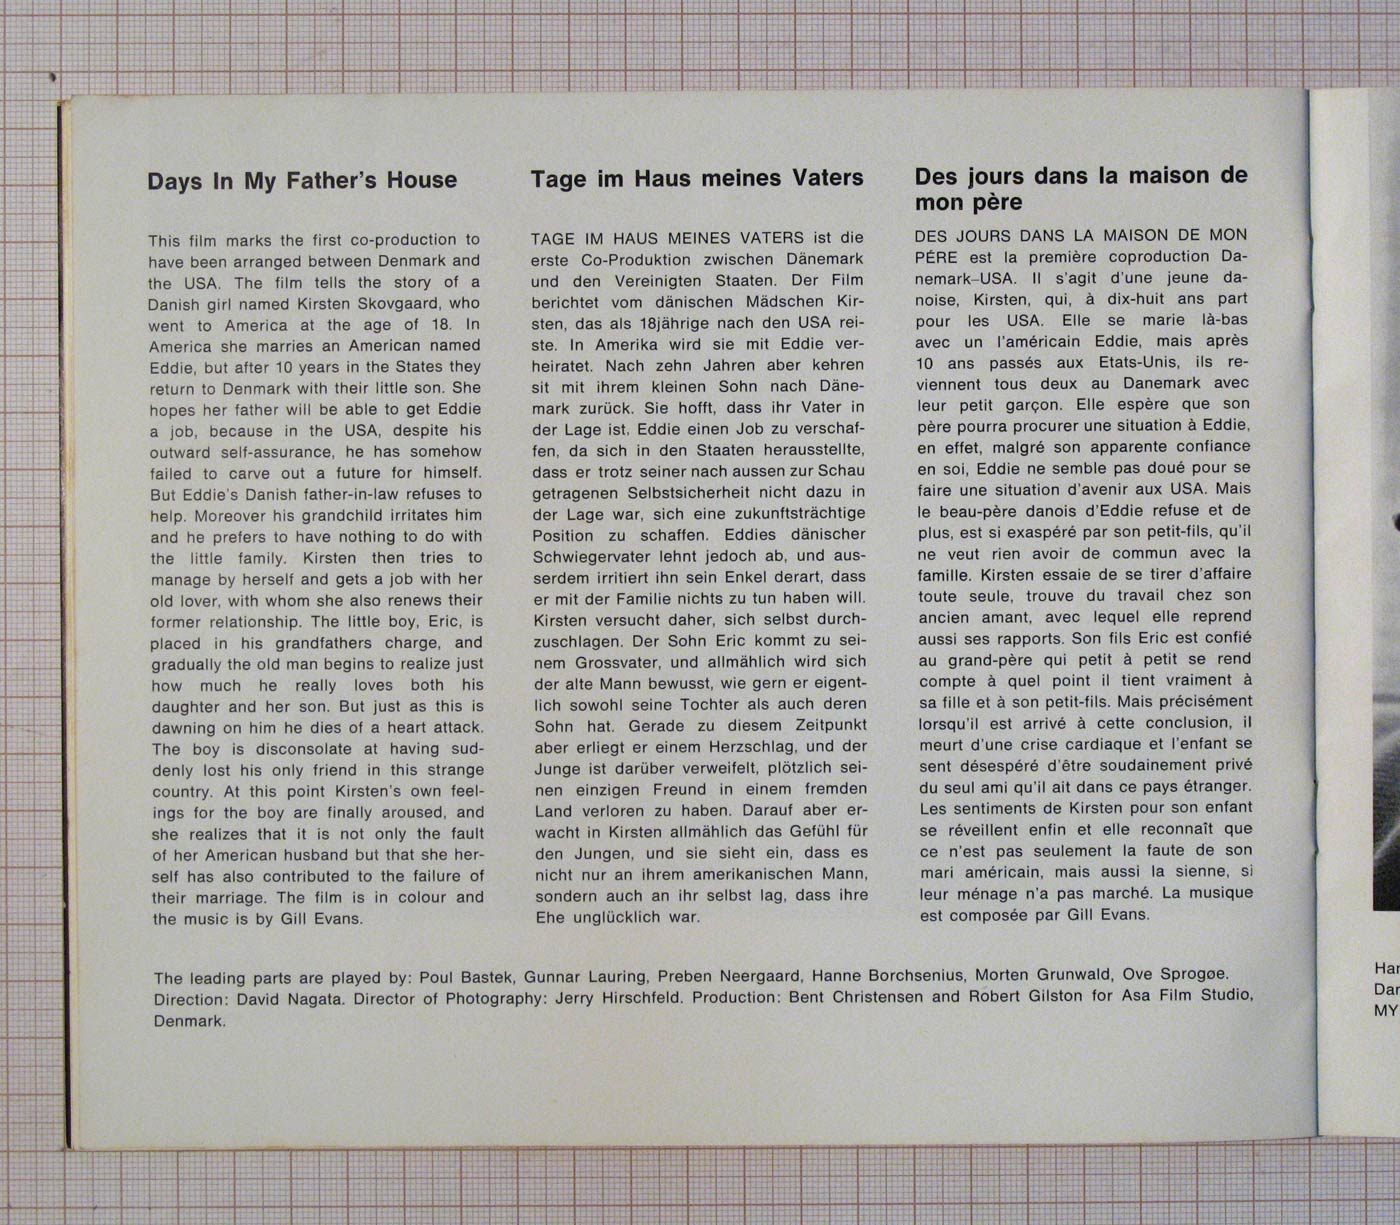 Days In My Father's House
This film marks the first co-production to
have been arranged between Denmark and
the USA. The film tells the story of a
Danish girl named Kirsten Skovgaard, who
went to America at the age of 18. In
America she marries an American named
Eddie, but after 10 years in the States they
return to Denmark with their little son. She
hopes her father will be able to get Eddie
a job, because in the USA, despite his
outward self-assurance, he has somehow
failed to carve out a future for himself.
But Eddie's Danish father-in-law refuses to
help. Moreover his grandchild irritates him
and he prefers to have nothing to do with
the little family. Kirsten then tries to
manage by herself and gets a job with her
old lover, with whom she also renews their
former relationship. The little boy, Eric, is
placed in his grandfathers charge, and
gradually the old man begins to realize just
how much he really loves both his
daughter and her son. But just as this is
dawning on him he dies of a heart attack.
The boy is disconsolate at having sud-
denly lost his only friend in this strange
country. At this point Kirsten's own feel-
ings for the boy are finally aroused, and
she realizes that it is not only the fault
of her American husband but that she her-
self has also contributed to the failure of
their marriage. The film is in colour and
the music is by Gill Evans.
Tage im Haus meines Vaters
TAGE IM HAUS MEINES VATERS ist die
erste Co-Produktion zwischen Dänemark
und den Vereinigten Staaten. Der Film
berichtet vom dänischen Mädschen Kir-
sten, das als 18jährige nach den USA rei-
ste. In Amerika wird sie mit Eddie ver-
heiratet. Nach zehn Jahren aber kehren
sit mit ihrem kleinen Sohn nach Däne-
mark zurück. Sie hofft, dass ihr Vater in
der Lage ist, Eddie einen Job zu verschaf-
fen, da sich in den Staaten herausstellte,
dass er trotz seiner nach aussen zur Schau
getragenen Selbstsicherheit nicht dazu in
der Lage war, sich eine zukunftsträchtige
Position zu schaffen. Eddies dänischer
Schwiegervater lehnt jedoch ab, und aus-
serdem irritiert ihn sein Enkel derart, dass
er mit der Familie nichts zu tun haben will.
Kirsten versucht daher, sich selbst durch-
zuschlagen. Der Sohn Eric kommt zu sei-
nem Grossvater, und allmählich wird sich
der alte Mann bewusst, wie gern er eigent-
lich sowohl seine Tochter als auch deren
Sohn hat. Gerade zu diesem Zeitpunkt
aber erliegt er einem Herzschlag, und der
Junge ist darüber verweifelt, plötzlich sei-
nen einzigen Freund in einem fremden
Land verloren zu haben. Darauf aber er-
wacht in Kirsten allmählich das Gefühl für
den Jungen, und sie sieht ein, dass es
nicht nur an ihrem amerikanischen Mann,
sondern auch an ihr selbst lag, dass ihre
Ehe unglücklich war.
Des jours dans la maison de
mon père
DES JOURS DANS LA MAISON DE MON
PÉRE est la première coproduction Da-
nemark–USA. Il s'agit d'une jeune da-
noise, Kirsten, qui, à dix-huit ans part
pour les USA. Elle se marie là-bas
avec un l'américain Eddie, mais après
10 ans passés aux Etats-Unis, ils re-
viennent tous deux au Danemark avec
leur petit garçon. Elle espère que son
père pourra procurer une situation à Eddie,
en effet, malgré son apparente confiance
en soi, Eddie ne semble pas doué pour se
faire une situation d'avenir aux USA. Mais
le beau-père danois d'Eddie refuse et de
plus, est si exaspéré par son petit-fils, qu'il
ne veut rien avoir de commun avec la
famille. Kirsten essaie de se tirer d'affaire
toute seule, trouve du travail chez son
ancien amant, avec lequel elle reprend
aussi ses rapports. Son fils Eric est confié
au grand-père qui petit à petit se rend
compte à quel point il tient vraiment à
sa fille et à son petit-fils. Mais précisément
lorsqu'il est arrivé à cette conclusion, il
meurt d'une crise cardiaque et l'enfant se
sent désespéré d'être soudainement privé
du seul ami qu'il ait dans ce pays étranger.
Les sentiments de Kirsten pour son enfant
se réveillent enfin et elle reconnaît que
ce n'est pas seulement la faute de son
mari américain, mais aussi la sienne, si
leur ménage n'a pas marché. La musique
est composée par Gill Evans.
The leading parts are played by: Poul Bastek, Gunnar Lauring, Preben Neergaard, Hanne Borchsenius, Morten Grunwald, Ove Sprogøe.
Direction: David Nagata. Director of Photography: Jerry Hirschfeld. Production: Bent Christensen and Robert Gilston for Asa Film Studio,
Denmark.
MY